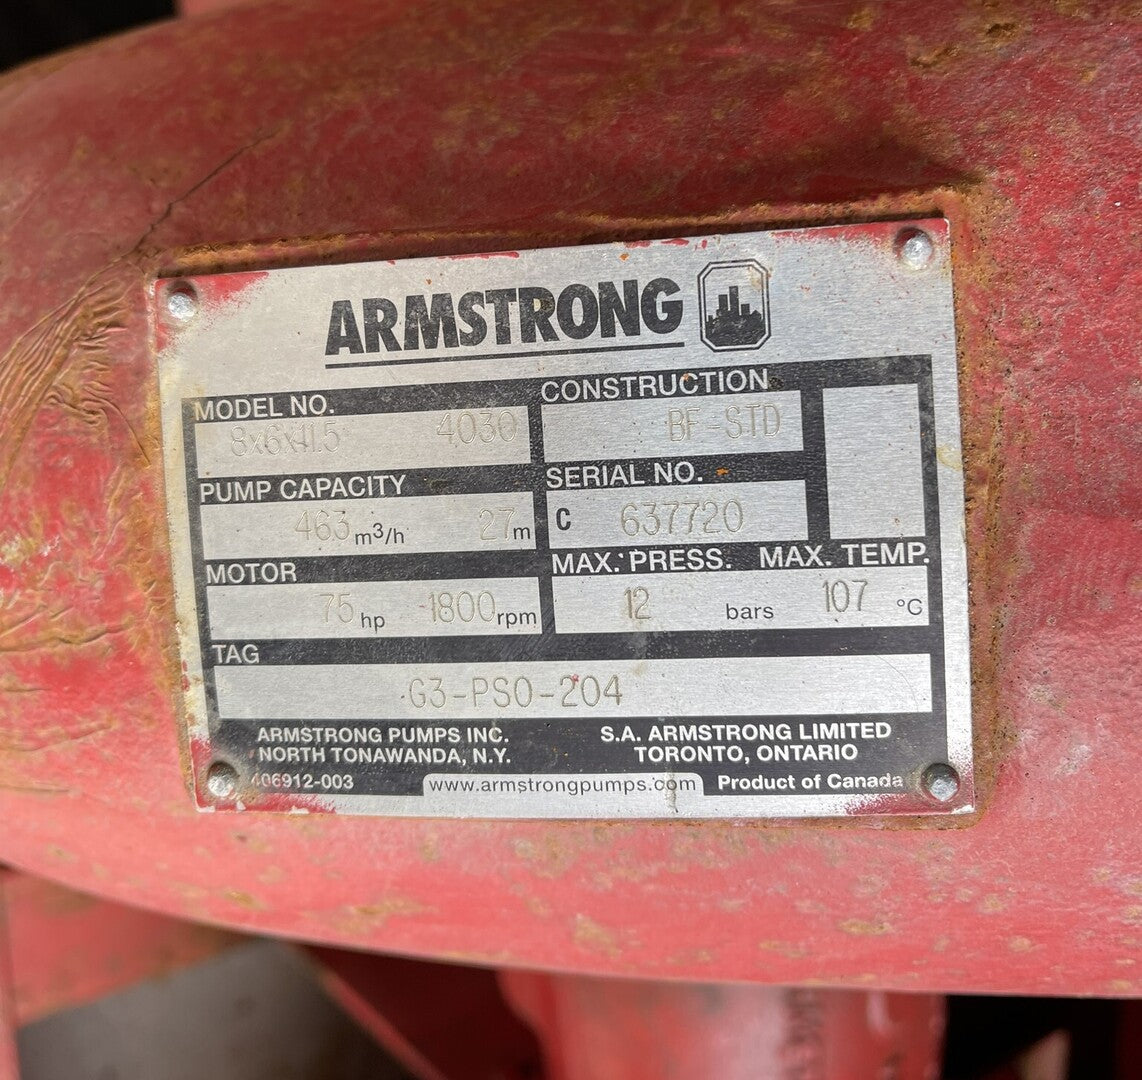 ARMSTRONG
MODEL NO.
8x6x11.5 4030
CONSTRUCTION
BF-STD
PUMP CAPACITY
463 m³/h 27 m
SERIAL NO.
C 637720
MOTOR
75 hp 1800 rpm
MAX. PRESS. MAX. TEMP.
12 bars 107 °C
TAG
G3-PSO-204
ARMSTRONG PUMPS INC.
NORTH TONAWANDA, N.Y.
S.A. ARMSTRONG LIMITED
TORONTO, ONTARIO
406912-003
www.armstrongpumps.com
Product of Canada